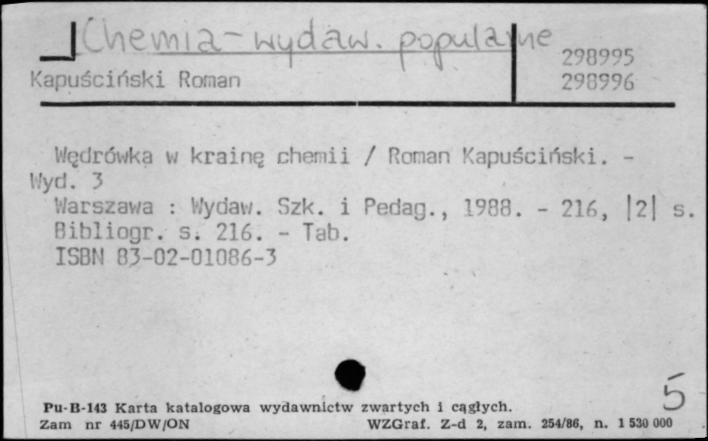 Chemia - wydaw. popularne
298995
Kapuściński Roman
298996
Wędrówka w krainę chemii / Roman Kapuściński. -
Wyd. 3
Warszawa : Wydaw. Szk. i Pedag., 1988. - 216, |2| s.
Bibliogr. s. 216. - Tab.
ISBN 83-02-01086-3
5
Pu-B-143 Karta katalogowa wydawnictw zwartych i ciągłych.
Zam nr 445/DW/ON WZGraf. Z-d 2, zam. 254/86, n. 1 530 000